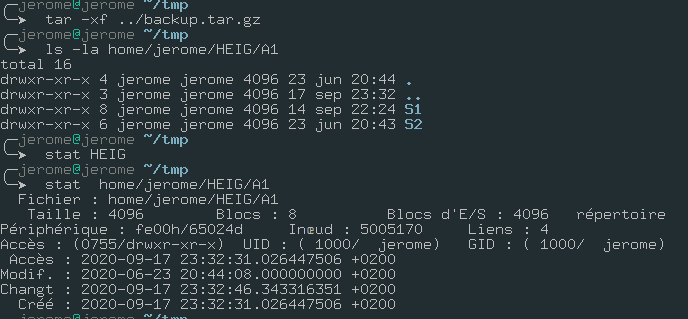 jerome@jerome ~/tmp
╰─➤ tar -xf ../backup.tar.gz
jerome@jerome ~/tmp
╰─➤ ls -la home/jerome/HEIG/A1
total 16
drwxr-xr-x 4 jerome jerome 4096 23 jun 20:44 .
drwxr-xr-x 3 jerome jerome 4096 17 sep 23:32 ..
drwxr-xr-x 8 jerome jerome 4096 14 sep 22:24 S1
drwxr-xr-x 6 jerome jerome 4096 23 jun 20:43 S2
jerome@jerome ~/tmp
╰─➤ stat HEIG
jerome@jerome ~/tmp
╰─➤ stat  home/jerome/HEIG/A1
Fichier : home/jerome/HEIG/A1
Taille : 4096 Blocs : 8 Blocs d'E/S : 4096 répertoire
Périphérique : fe00h/65024d Inœud : 5005170 Liens : 4
Accès : (0755/drwxr-xr-x) UID : ( 1000/ jerome) GID : ( 1000/ jerome)
Accès : 2020-09-17 23:32:31.026447506 +0200
Modif. : 2020-06-23 20:44:08.000000000 +0200
Changt : 2020-09-17 23:32:46.343316351 +0200
Créé : 2020-09-17 23:32:31.026447506 +0200
jerome@jerome ~/tmp